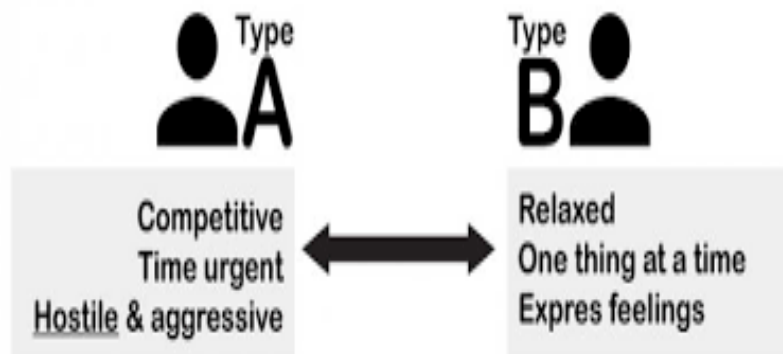 Type
A
Competitive
Time urgent
Hostile & aggressive
Type
B
Relaxed
One thing at a time
Expres feelings